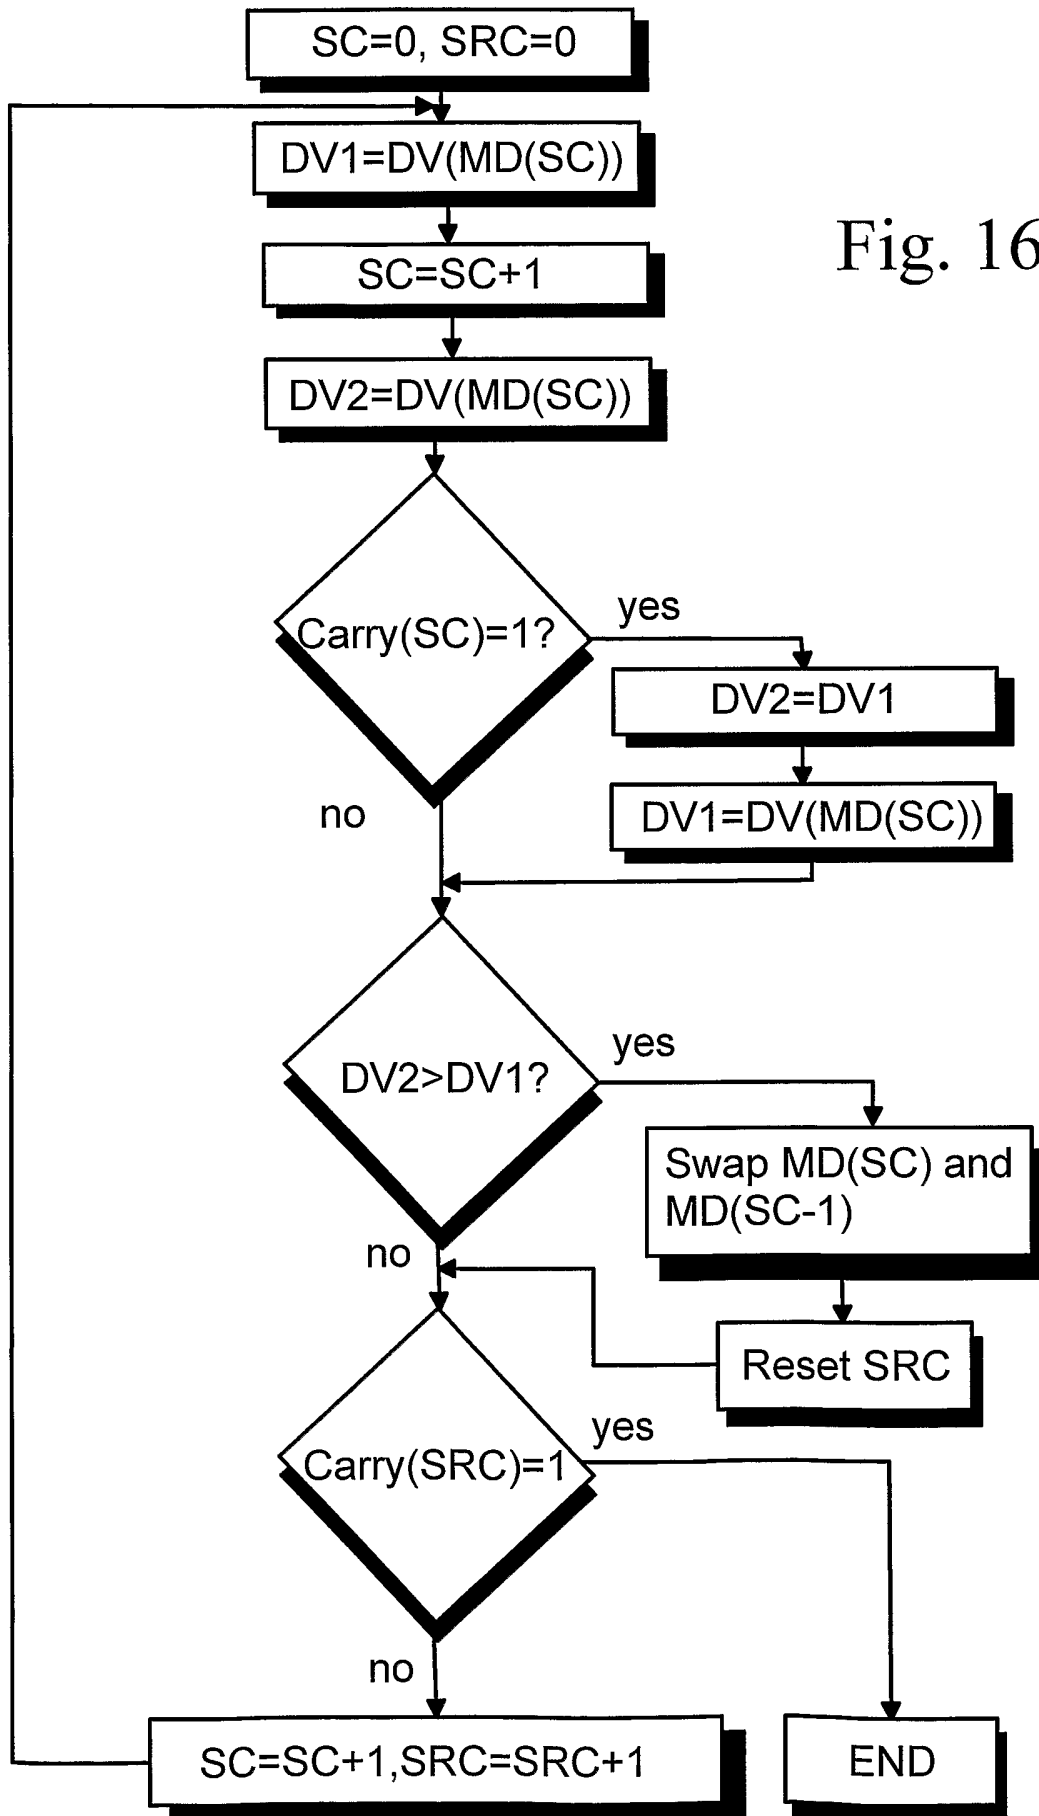 SC=0, SRC=0
DV1=DV(MD(SC))
Fig. 16
SC=SC+1
DV2=DV(MD(SC))
Carry(SC)=1?
yes
DV2=DV1
no
DV1=DV(MD(SC))
DV2>DV1?
yes
Swap MD(SC) and
MD(SC-1)
no
Reset SRC
Carry(SRC)=1
yes
no
SC=SC+1,SRC=SRC+1
END